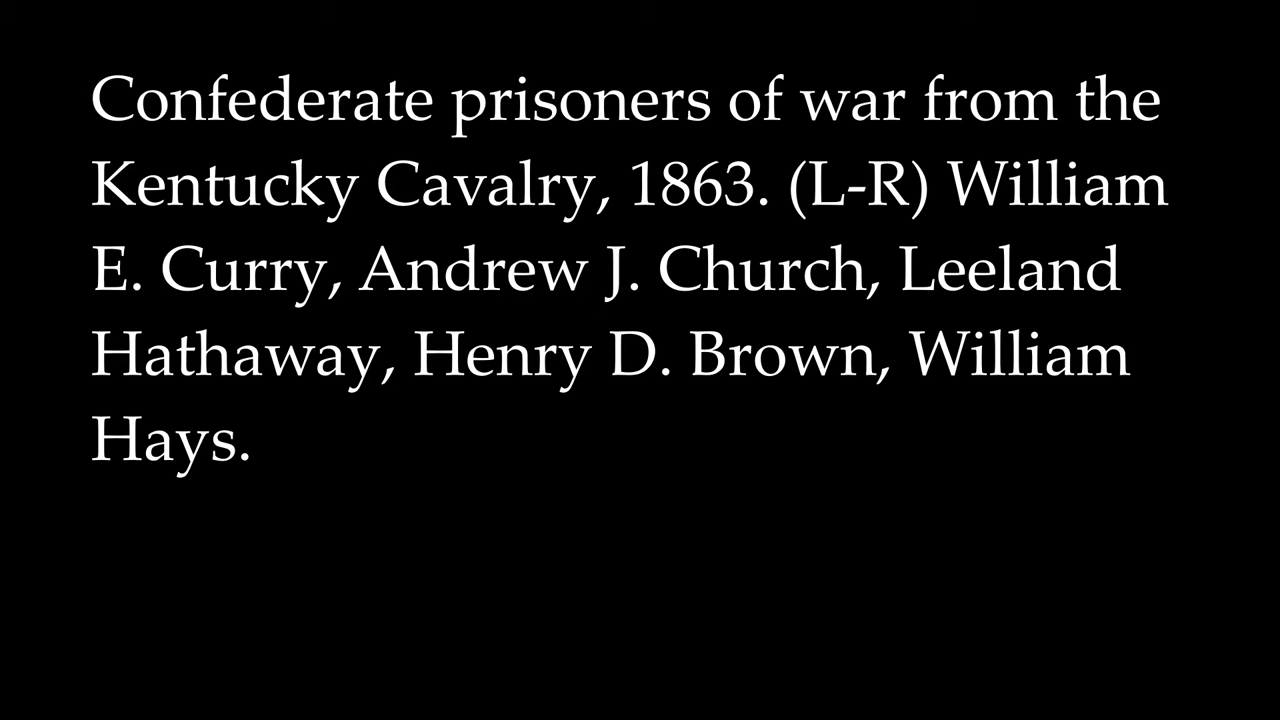 Confederate prisoners of war from the
Kentucky Cavalry, 1863. (L-R) William
E. Curry, Andrew J. Church, Leeland
Hathaway, Henry D. Brown, William
Hays.